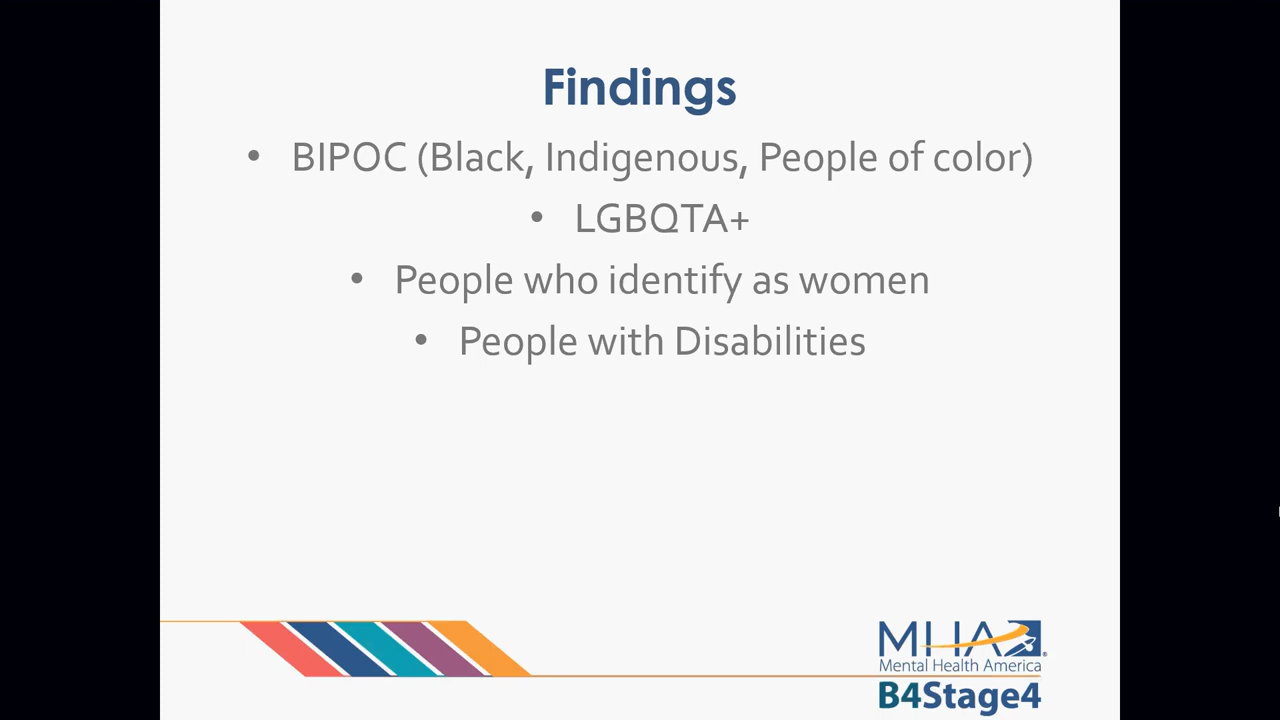 Findings
• BIPOC (Black, Indigenous, People of color)
• LGBQTA+
• People who identify as women
• People with Disabilities
MHA®
Mental Health America
B4Stage4